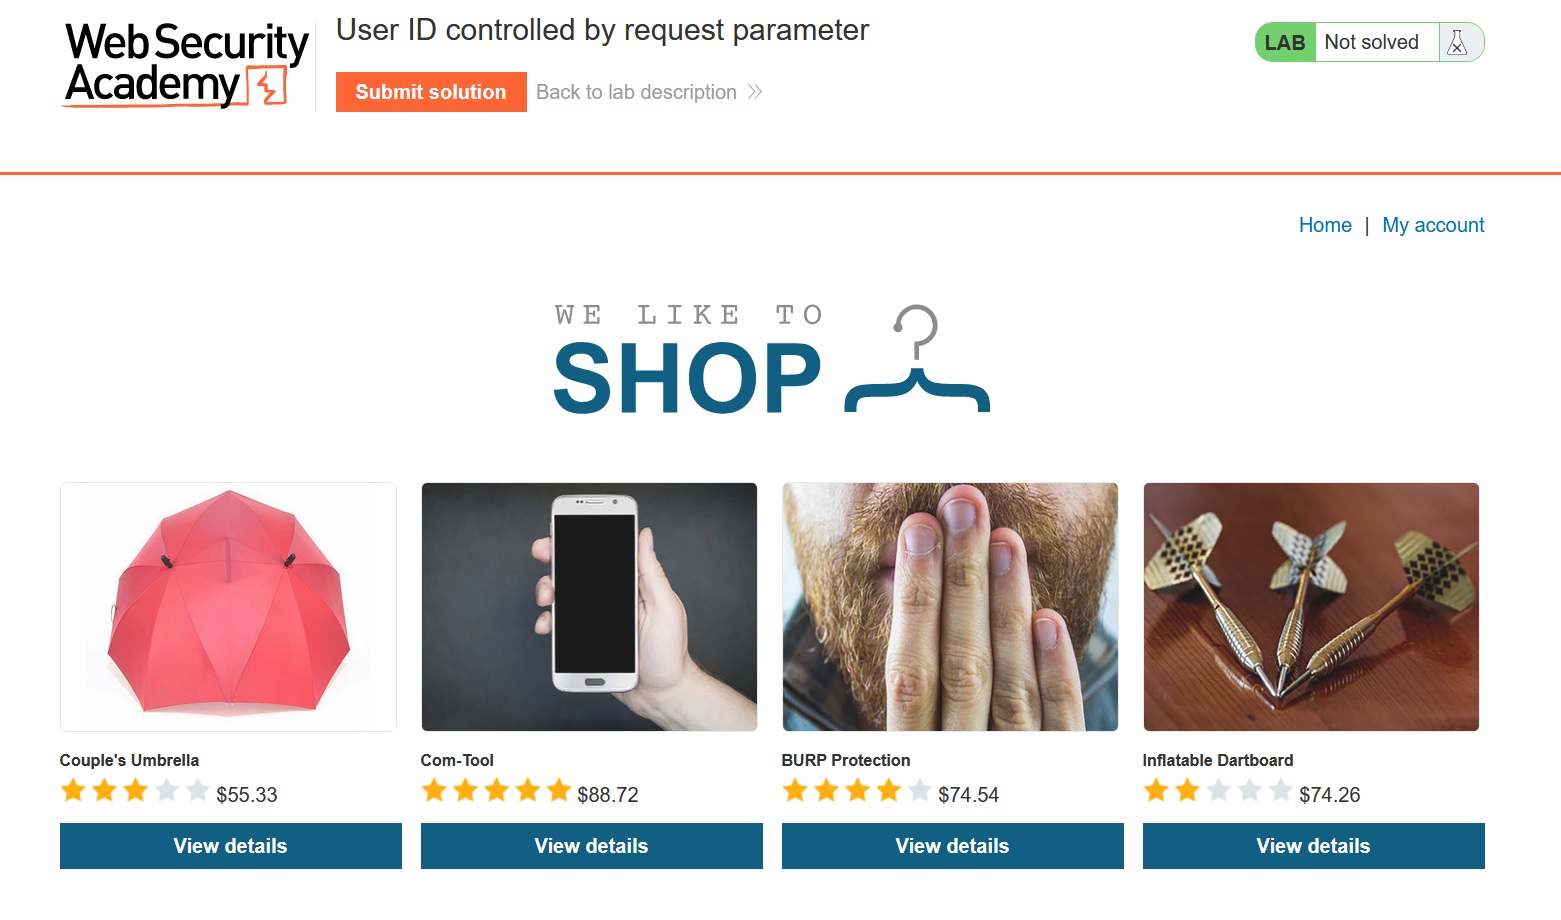 Web Security
Academy
User ID controlled by request parameter
Submit solution
Back to lab description
LAB
Not solved
Home | My account
WE LIKE TO
SHOP
Couple's Umbrella
$55.33
View details
Com-Tool
$88.72
View details
BURP Protection
$74.54
View details
Inflatable Dartboard
$74.26
View details